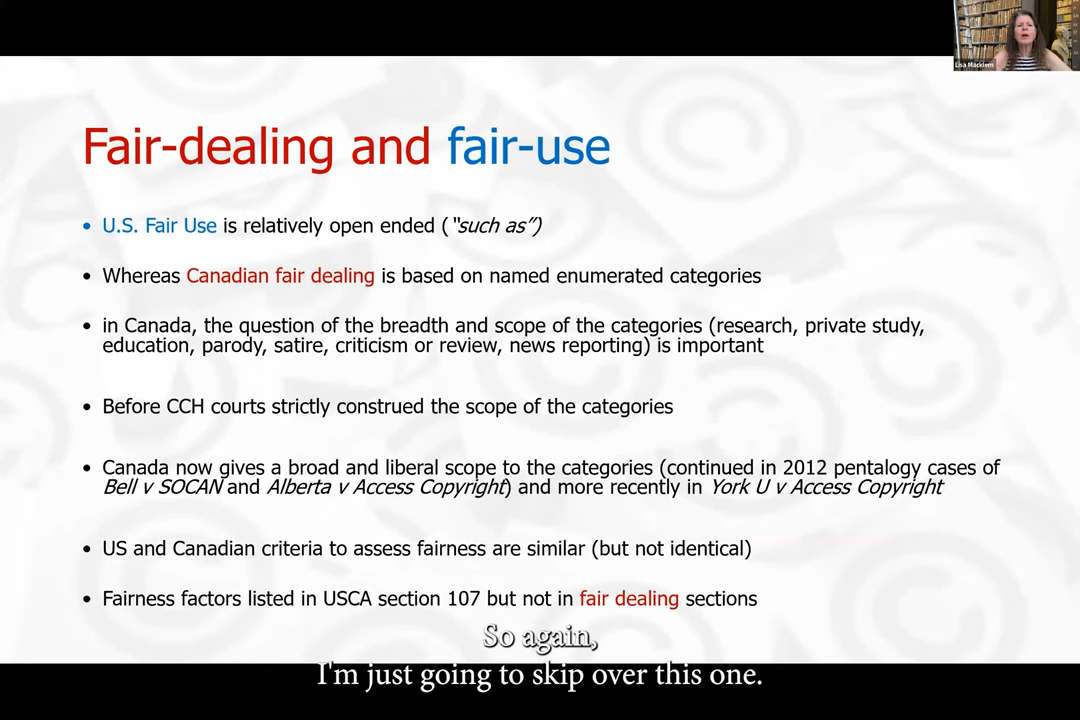 Lisa Macklem
Fair-dealing and fair-use
• U.S. Fair Use is relatively open ended (“such as”)
• Whereas Canadian fair dealing is based on named enumerated categories
• in Canada, the question of the breadth and scope of the categories (research, private study,
education, parody, satire, criticism or review, news reporting) is important
• Before CCH courts strictly construed the scope of the categories
• Canada now gives a broad and liberal scope to the categories (continued in 2012 pentalogy cases of
Bell v SOCAN and Alberta v Access Copyright) and more recently in York U v Access Copyright
• US and Canadian criteria to assess fairness are similar (but not identical)
• Fairness factors listed in USCA section 107 but not in fair dealing sections
So again,
I'm just going to skip over this one.